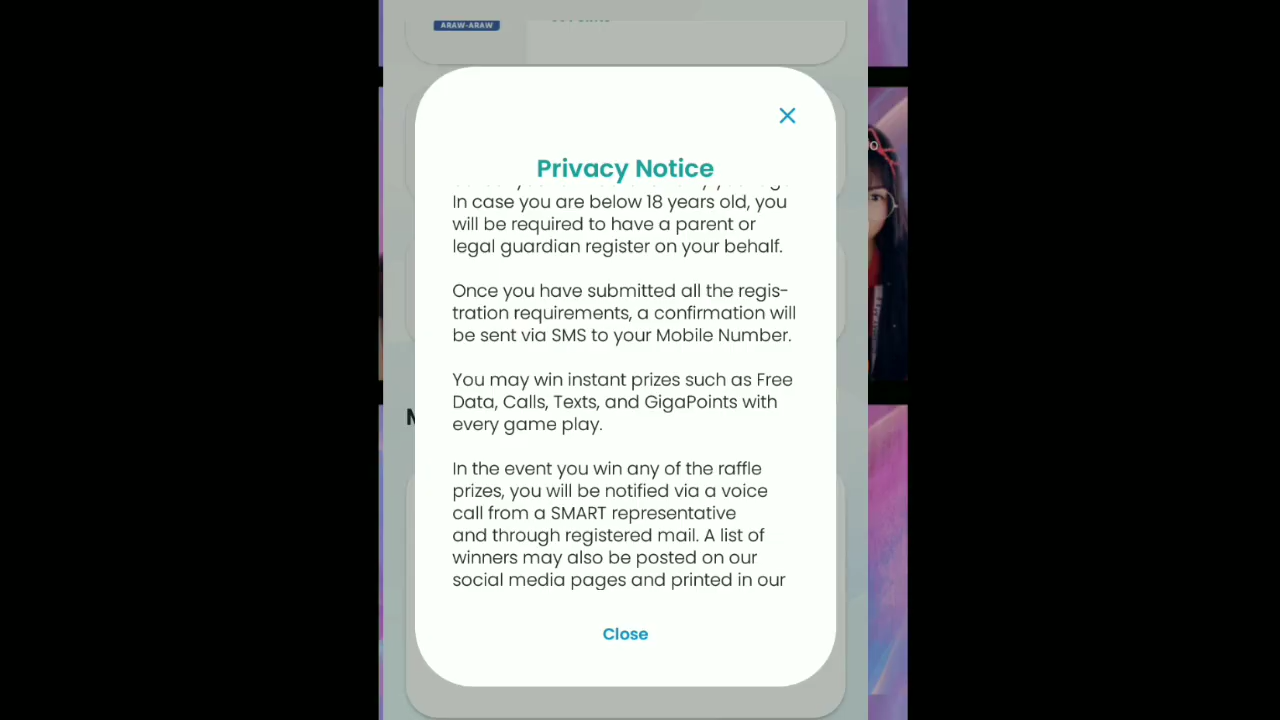 ARAW-ARAW
Privacy Notice
In case you are below 18 years old, you
will be required to have a parent or
legal guardian register on your behalf.
Once you have submitted all the regis-
tration requirements, a confirmation will
be sent via SMS to your Mobile Number.
You may win instant prizes such as Free
Data, Calls, Texts, and GigaPoints with
every game play.
In the event you win any of the raffle
prizes, you will be notified via a voice
call from a SMART representative
and through registered mail. A list of
winners may also be posted on our
social media pages and printed in our
Close